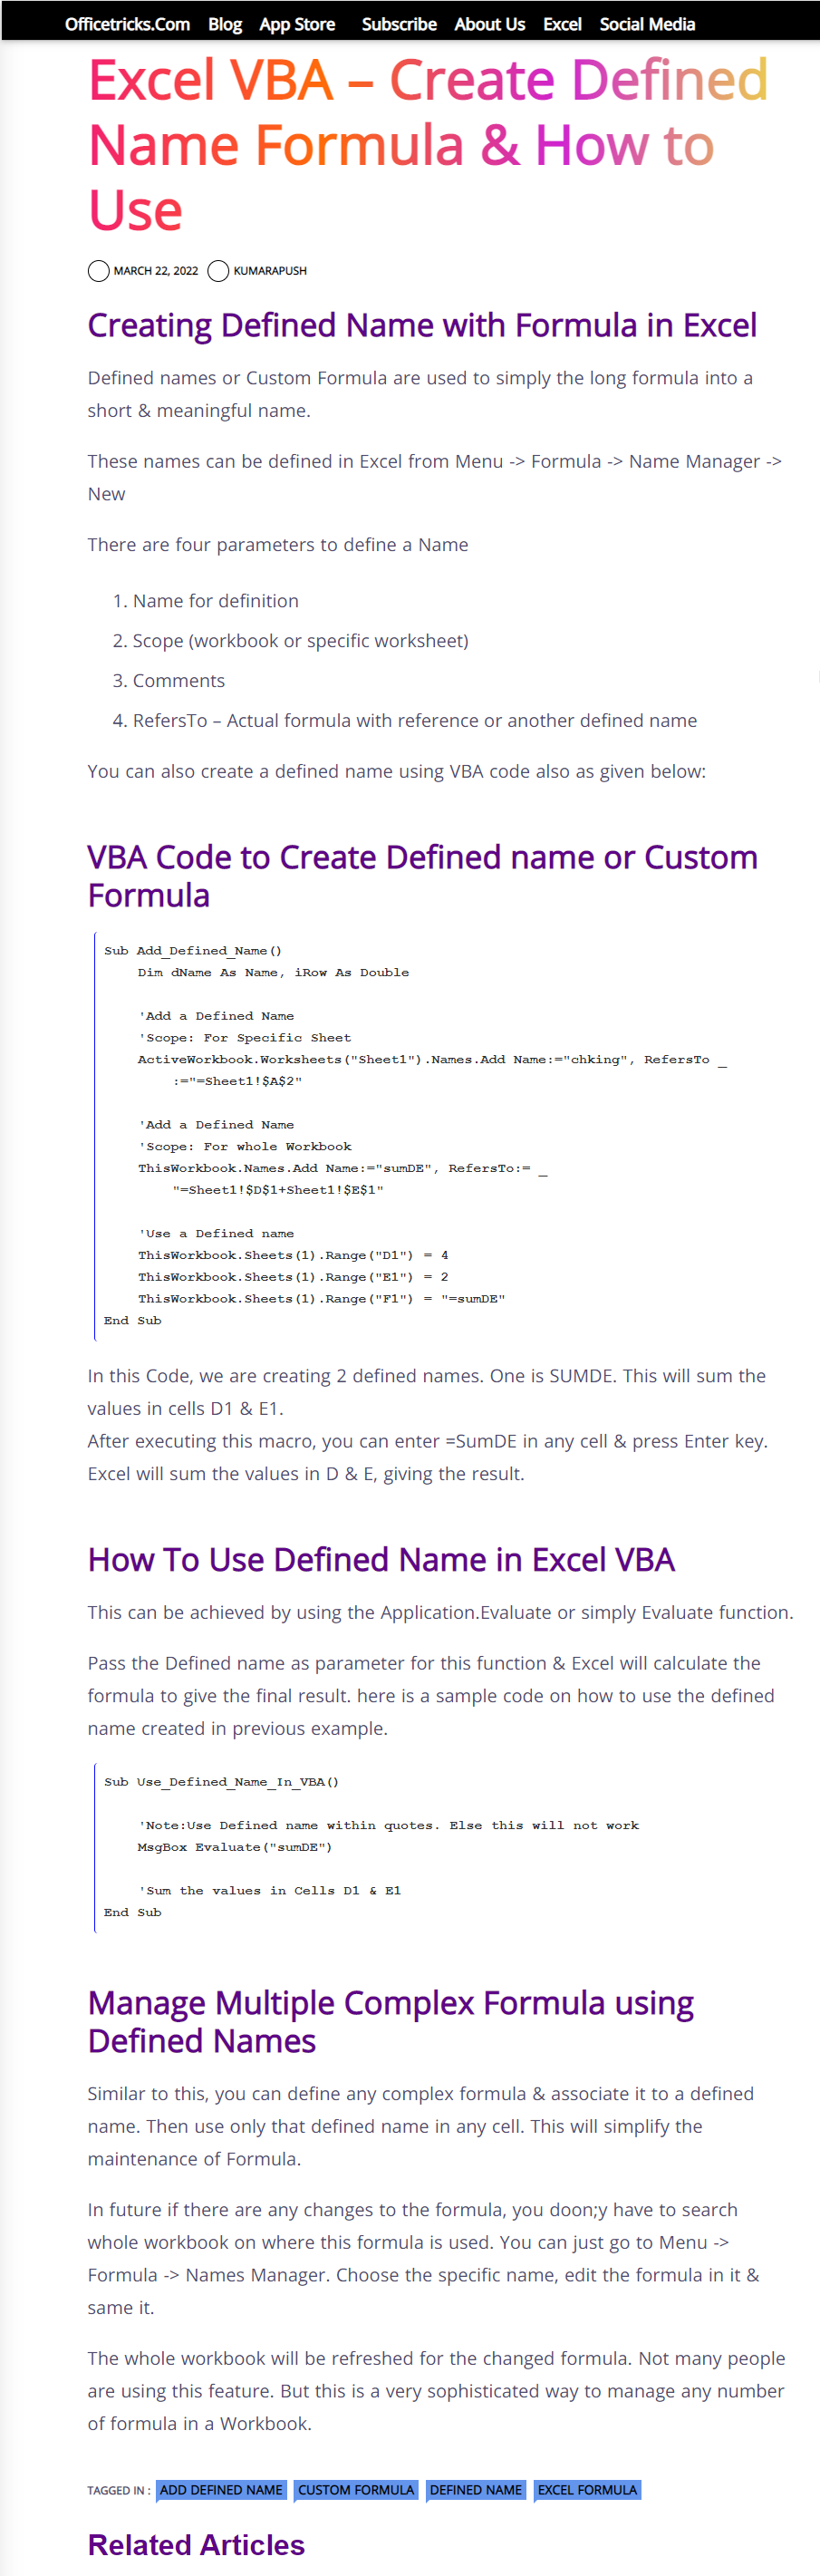 Officetricks.Com Blog App Store Subscribe About Us Excel Social Media
Excel VBA – Create Defined
Name Formula & How to
Use
MARCH 22, 2022 KUMARAPUSH
Creating Defined Name with Formula in Excel
Defined names or Custom Formula are used to simply the long formula into a
short & meaningful name.
These names can be defined in Excel from Menu -> Formula -> Name Manager ->
New
There are four parameters to define a Name
1. Name for definition
2. Scope (workbook or specific worksheet)
3. Comments
4. RefersTo – Actual formula with reference or another defined name
You can also create a defined name using VBA code also as given below:
VBA Code to Create Defined name or Custom
Formula
Sub Add_Defined_Name()
Dim dName As Name, iRow As Double
'Add a Defined Name
'Scope: For Specific Sheet
ActiveWorkbook.Worksheets("Sheet1").Names.Add Name:="chking", RefersTo _
:="=Sheet1!$A$2"
'Add a Defined Name
'Scope: For whole Workbook
ThisWorkbook.Names.Add Name:="sumDE", RefersTo:= _
"=Sheet1!$D$1+Sheet1!$E$1"
'Use a Defined name
ThisWorkbook.Sheets(1).Range("D1") = 4
ThisWorkbook.Sheets(1).Range("E1") = 2
ThisWorkbook.Sheets(1).Range("F1") = "=sumDE"
End Sub
In this Code, we are creating 2 defined names. One is SUMDE. This will sum the
values in cells D1 & E1.
After executing this macro, you can enter =SumDE in any cell & press Enter key.
Excel will sum the values in D & E, giving the result.
How To Use Defined Name in Excel VBA
This can be achieved by using the Application.Evaluate or simply Evaluate function.
Pass the Defined name as parameter for this function & Excel will calculate the
formula to give the final result. here is a sample code on how to use the defined
name created in previous example.
Sub Use_Defined_Name_In_VBA()
'Note:Use Defined name within quotes. Else this will not work
MsgBox Evaluate("sumDE")
'Sum the values in Cells D1 & E1
End Sub
Manage Multiple Complex Formula using
Defined Names
Similar to this, you can define any complex formula & associate it to a defined
name. Then use only that defined name in any cell. This will simplify the
maintenance of Formula.
In future if there are any changes to the formula, you doon;y have to search
whole workbook on where this formula is used. You can just go to Menu ->
Formula -> Names Manager. Choose the specific name, edit the formula in it &
same it.
The whole workbook will be refreshed for the changed formula. Not many people
are using this feature. But this is a very sophisticated way to manage any number
of formula in a Workbook.
TAGGED IN : ADD DEFINED NAME CUSTOM FORMULA DEFINED NAME EXCEL FORMULA
Related Articles